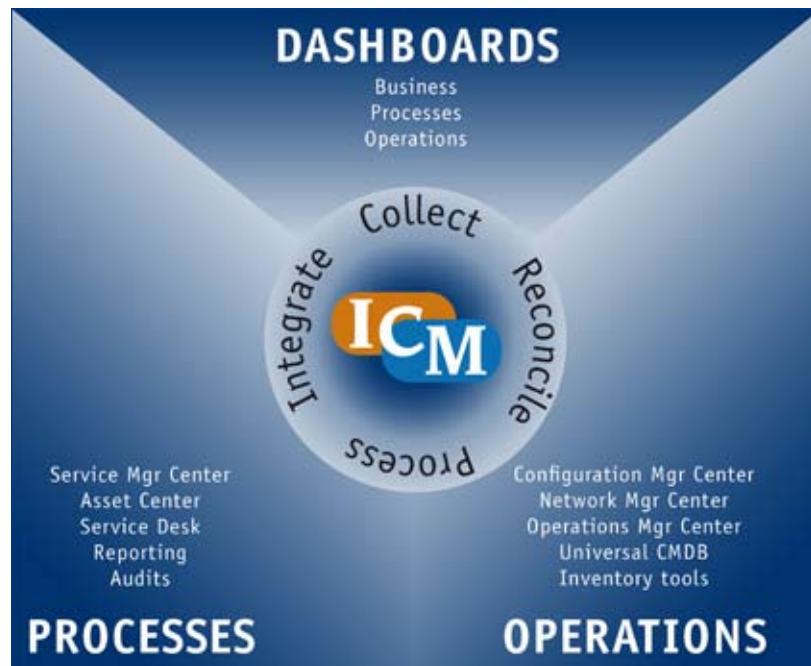 DASHBOARDS
Business
Processes
Operations
Collect
Reconcile
Process
Integrate
ICM
Service Mgr Center
Asset Center
Service Desk
Reporting
Audits
PROCESSES
Configuration Mgr Center
Network Mgr Center
Operations Mgr Center
Universal CMDB
Inventory tools
OPERATIONS